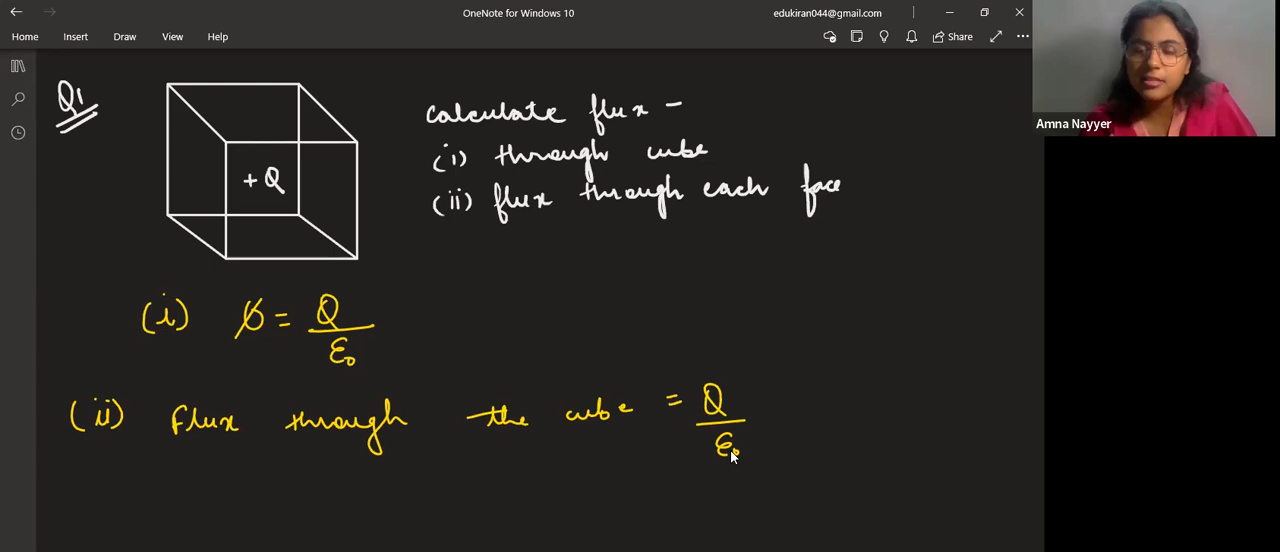 OneNote for Windows 10
edukiran044@gmail.com
Home Insert Draw View Help
Share
Amna Nayyer
Q1
+Q
calculate flux -
(i) through cube
(ii) flux through each face
(i) φ = Q/ε₀
(ii) flux through the cube = Q/ε₀